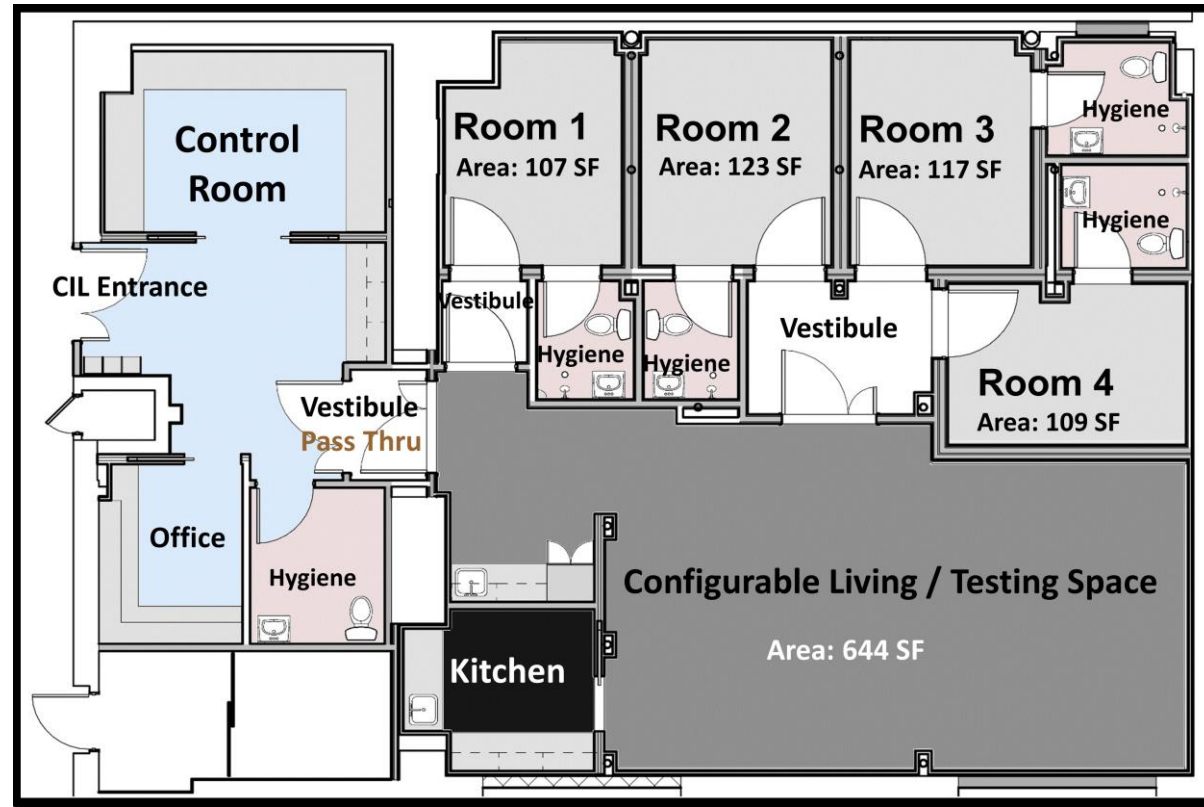 Control
Room
Room 1
Area: 107 SF
Room 2
Area: 123 SF
Room 3
Area: 117 SF
Hygiene
Hygiene
CIL Entrance
Vestibule
Hygiene
Hygiene
Vestibule
Room 4
Area: 109 SF
Vestibule
Pass Thru
Office
Hygiene
Configurable Living / Testing Space
Area: 644 SF
Kitchen